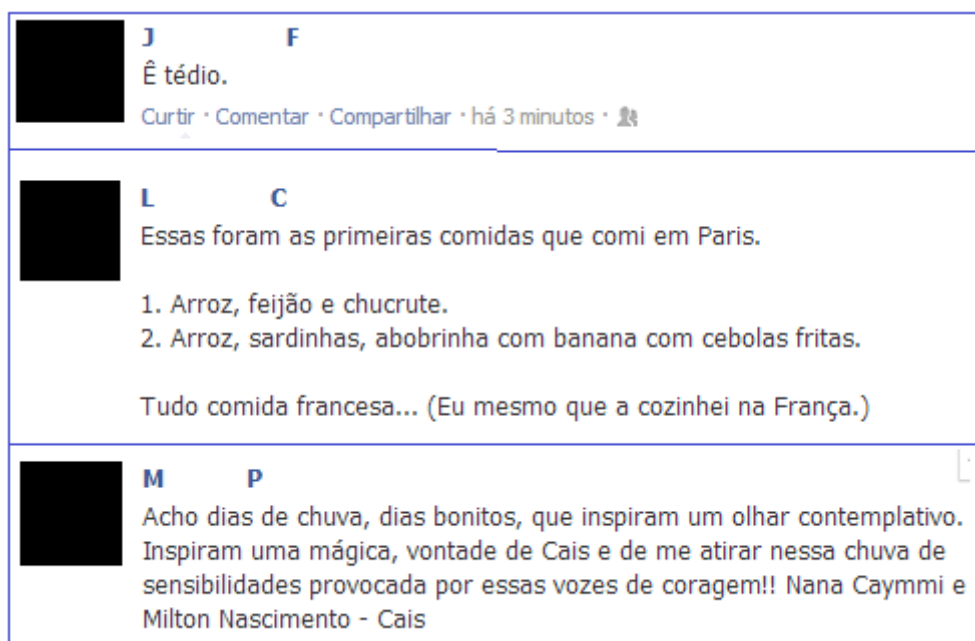 J F
Ê tédio.
Curtir · Comentar · Compartilhar · há 3 minutos ·
L C
Essas foram as primeiras comidas que comi em Paris.
1. Arroz, feijão e chucrute.
2. Arroz, sardinhas, abobrinha com banana com cebolas fritas.
Tudo comida francesa... (Eu mesmo que a cozinhei na França.)
M P
Acho dias de chuva, dias bonitos, que inspiram um olhar contemplativo.
Inspiram uma mágica, vontade de Cais e de me atirar nessa chuva de
sensibilidades provocada por essas vozes de coragem!! Nana Caymmi e
Milton Nascimento - Cais